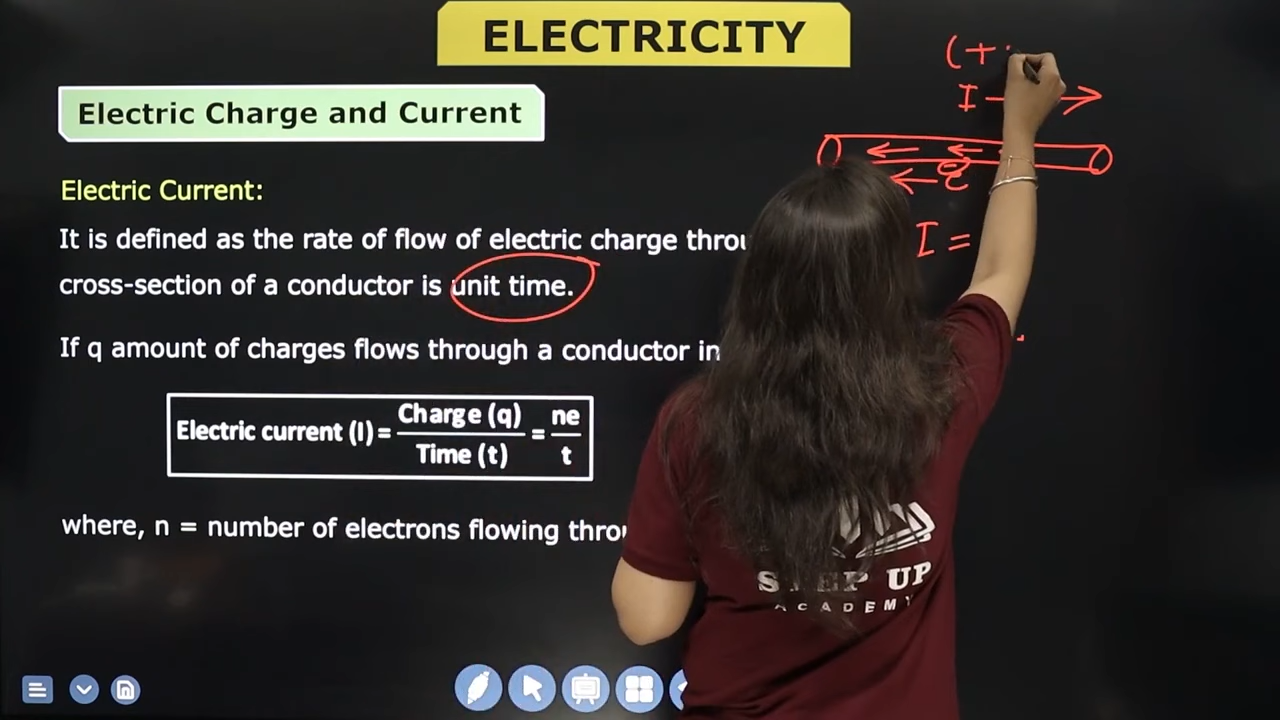 ELECTRICITY
(+
I
Electric Charge and Current
e
Electric Current:
It is defined as the rate of flow of electric charge
I =
cross-section of a conductor is unit time.
If q amount of charges flows through a conductor in
Electric current (I) = Charge (q) / Time (t) = ne / t
where, n = number of electrons flowing
STEP UP
ACADEMY